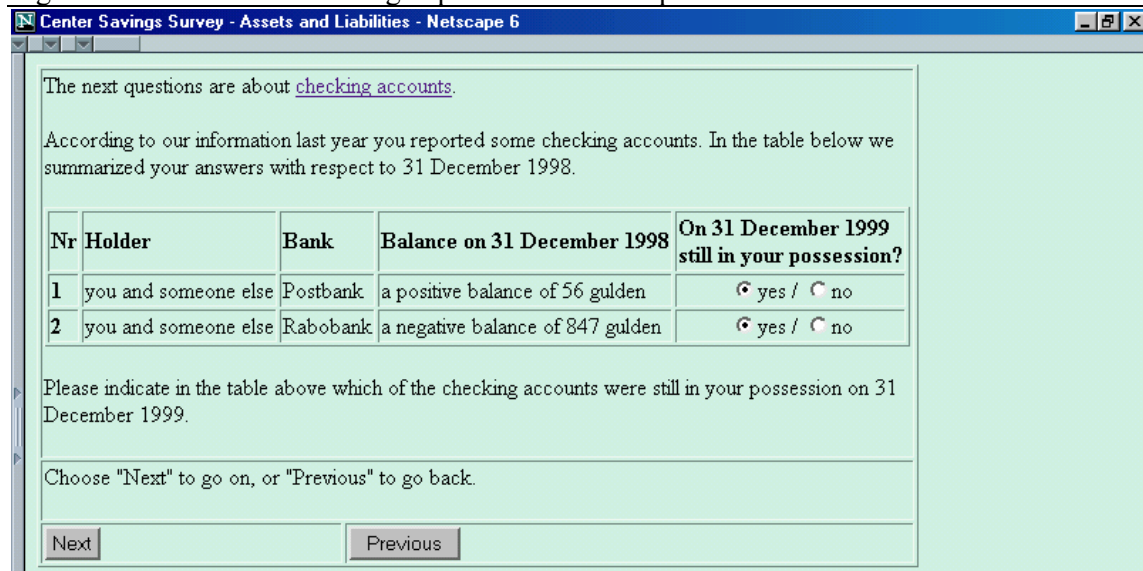 Center Savings Survey - Assets and Liabilities - Netscape 6
The next questions are about checking accounts.
According to our information last year you reported some checking accounts. In the table below we
summarized your answers with respect to 31 December 1998.
Nr Holder Bank Balance on 31 December 1998 On 31 December 1999
still in your possession?
1 you and someone else Postbank a positive balance of 56 gulden yes / no
2 you and someone else Rabobank a negative balance of 847 gulden yes / no
Please indicate in the table above which of the checking accounts were still in your possession on 31
December 1999.
Choose "Next" to go on, or "Previous" to go back.
Next Previous